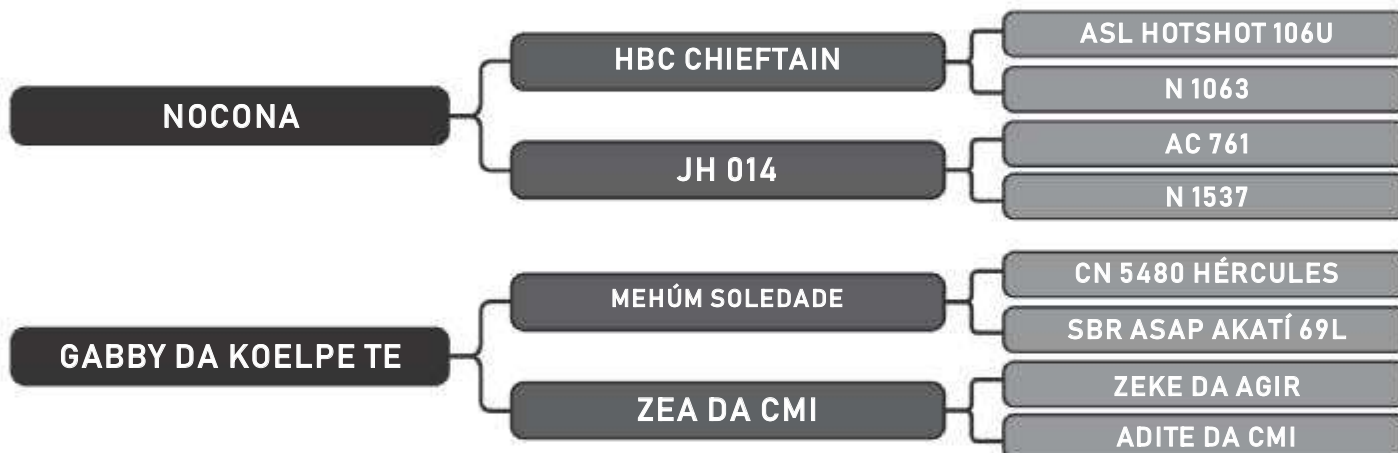 NOCONA
HBC CHIEFTAIN
ASL HOTSHOT 106U
N 1063
JH 014
AC 761
N 1537
GABBY DA KOELPE TE
MEHÚM SOLEDADE
CN 5480 HÉRCULES
SBR ASAP AKATÍ 69L
ZEA DA CMI
ZEKE DA AGIR
ADITE DA CMI